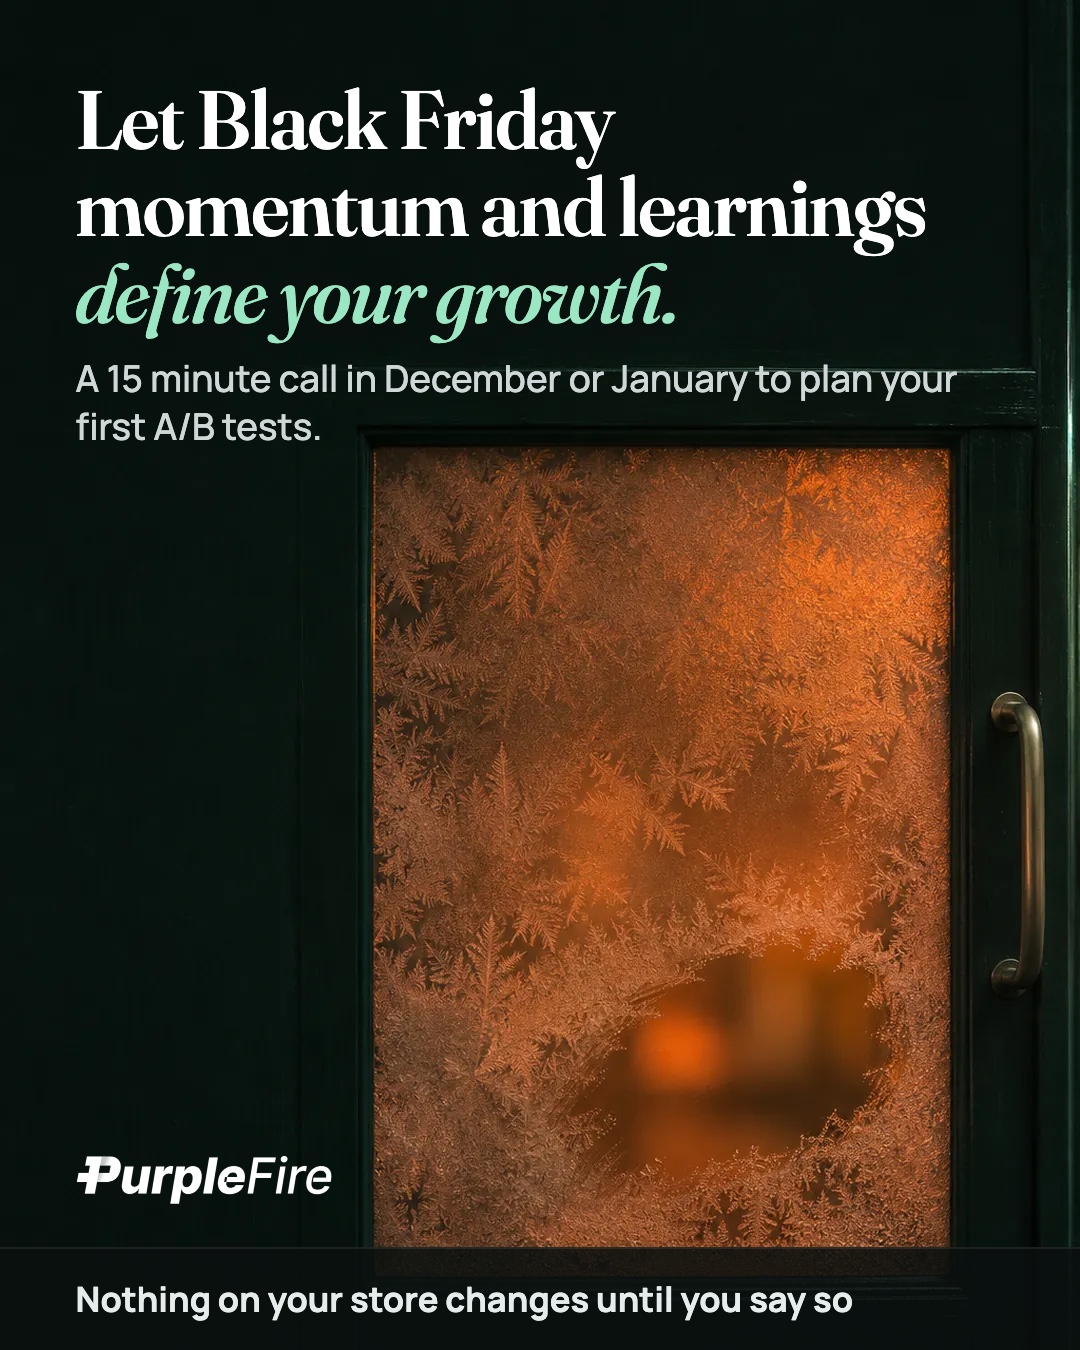 Let Black Friday
momentum and learnings
define your growth.
A 15 minute call in December or January to plan your
first A/B tests.
PurpleFire
Nothing on your store changes until you say so